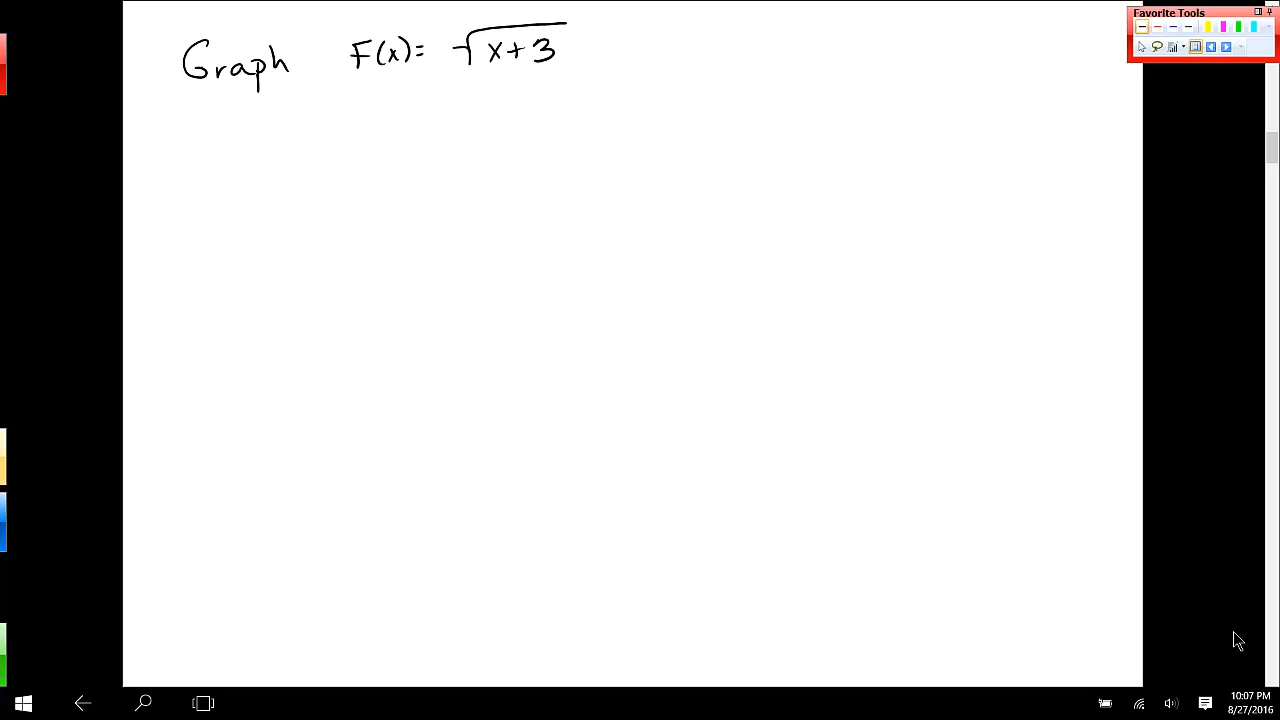 Favorite Tools
Graph F(x)= √x+3
10:07 PM
8/27/2016